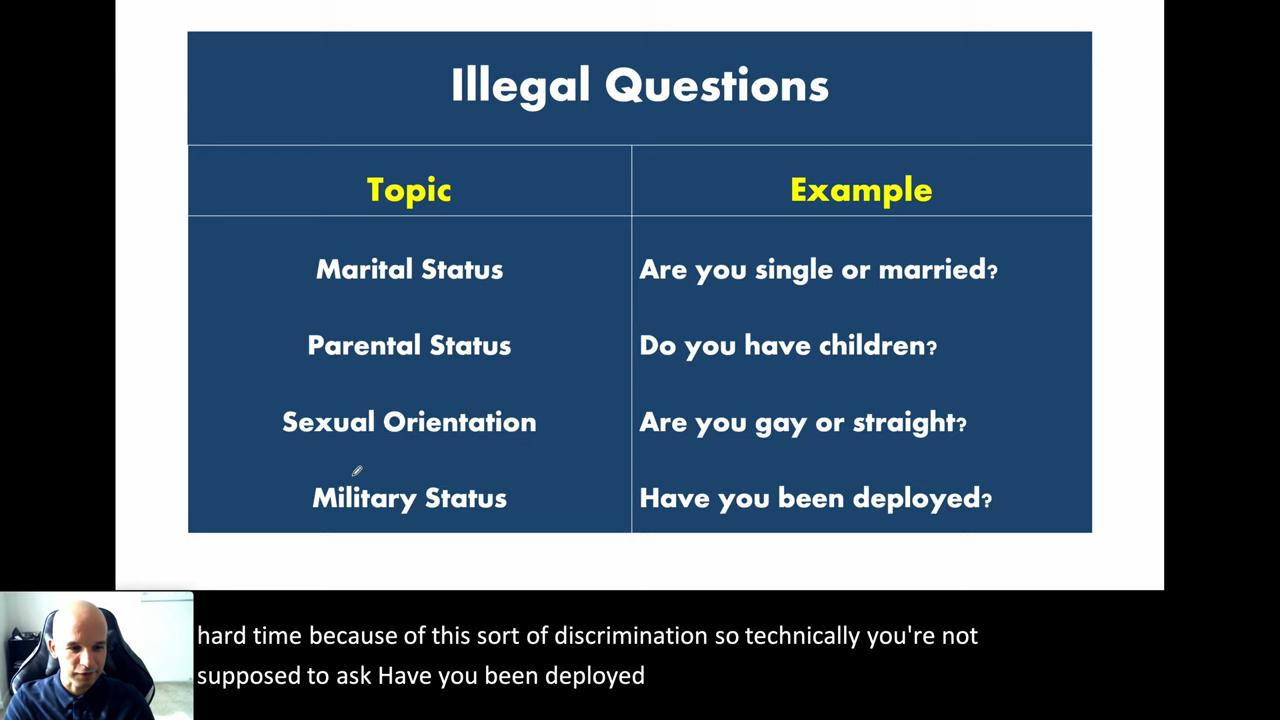 Illegal Questions
Topic
Example
Marital Status
Are you single or married?
Parental Status
Do you have children?
Sexual Orientation
Are you gay or straight?
Military Status
Have you been deployed?
hard time because of this sort of discrimination so technically you're not
supposed to ask Have you been deployed